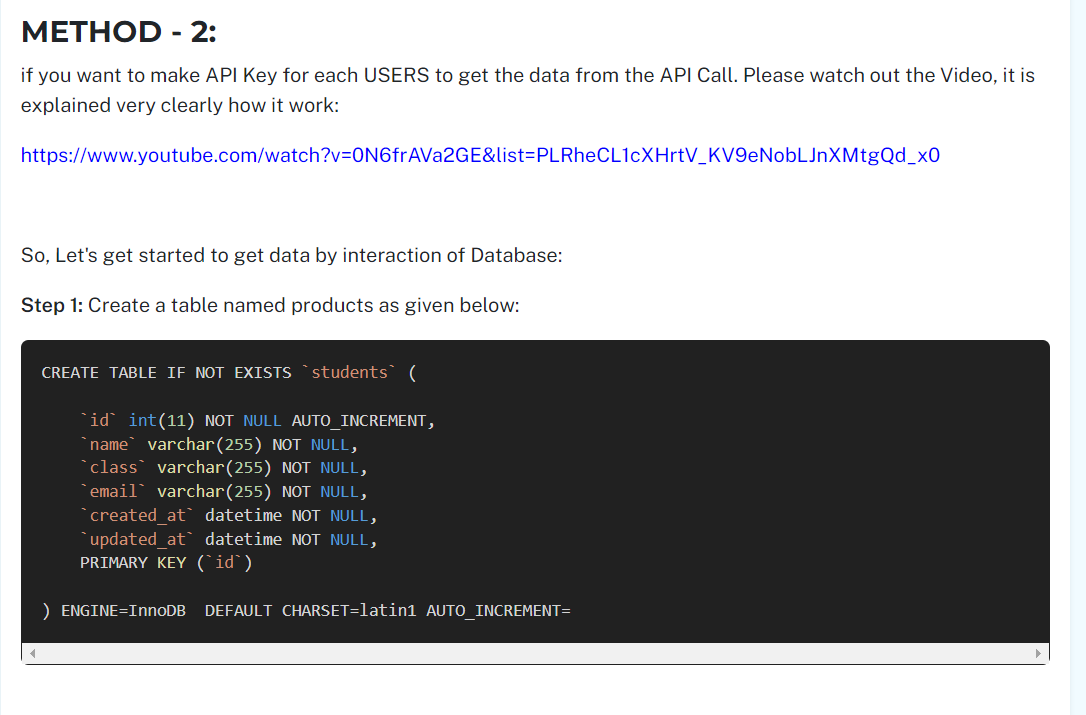 METHOD - 2:
if you want to make API Key for each USERS to get the data from the API Call. Please watch out the Video, it is
explained very clearly how it work:
https://www.youtube.com/watch?v=0N6frAVa2GE&list=PLRheCL1cXHrtV_KV9eNobLJnXMtgQd_x0
So, Let's get started to get data by interaction of Database:
Step 1: Create a table named products as given below:
CREATE TABLE IF NOT EXISTS `students` (
`id` int(11) NOT NULL AUTO_INCREMENT,
`name` varchar(255) NOT NULL,
`class` varchar(255) NOT NULL,
`email` varchar(255) NOT NULL,
`created_at` datetime NOT NULL,
`updated_at` datetime NOT NULL,
PRIMARY KEY (`id`)
) ENGINE=InnoDB  DEFAULT CHARSET=latin1 AUTO_INCREMENT=